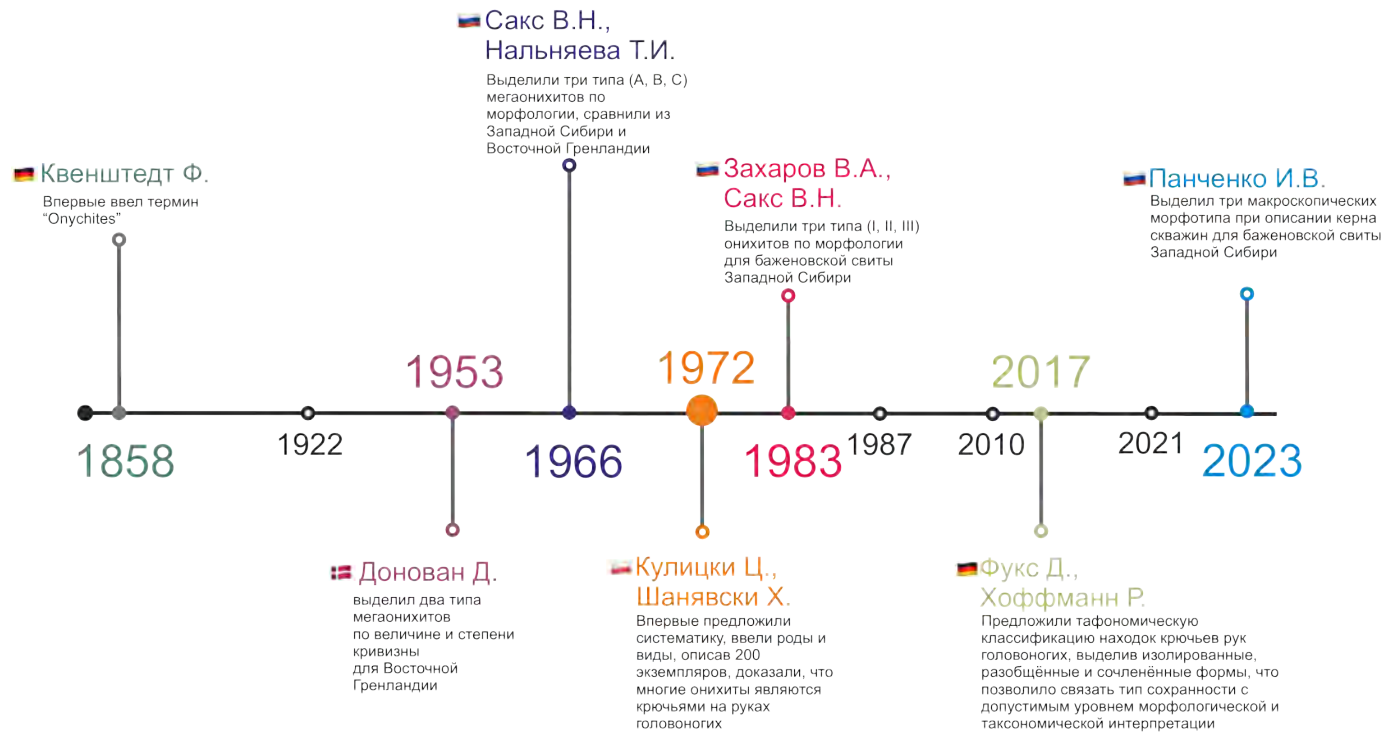 Сакс В.Н.,
Нальняева Т.И.
Выделили три типа (А, В, С)
мегаонихитов по
морфологии, сравнили из
Западной Сибири и
Восточной Гренландии
Квенштедт Ф.
Впервые ввел термин
“Onychites”
Захаров В.А.,
Сакс В.Н.
Выделили три типа (I, II, III)
онихитов по морфологии
для баженовской свиты
Западной Сибири
Панченко И.В.
Выделил три макроскопических
морфотипа при описании керна
скважин для баженовской свиты
Западной Сибири
1858
1922
1953
1966
1972
1983
1987
2010
2017
2021
2023
Донован Д.
выделил два типа
мегаонихитов
по величине и степени
кривизны
для Восточной
Гренландии
Кулицки Ц.,
Шанявски Х.
Впервые предложили
систематику, ввели роды и
виды, описав 200
экземпляров, доказали, что
многие онихиты являются
крючьями на руках
головоногих
Фукс Д.,
Хоффманн Р.
Предложили тафономическую
классификацию находок крючьев рук
головоногих, выделив изолированные,
разобщённые и сочленённые формы, что
позволило связать тип сохранности с
допустимым уровнем морфологической и
таксономической интерпретации